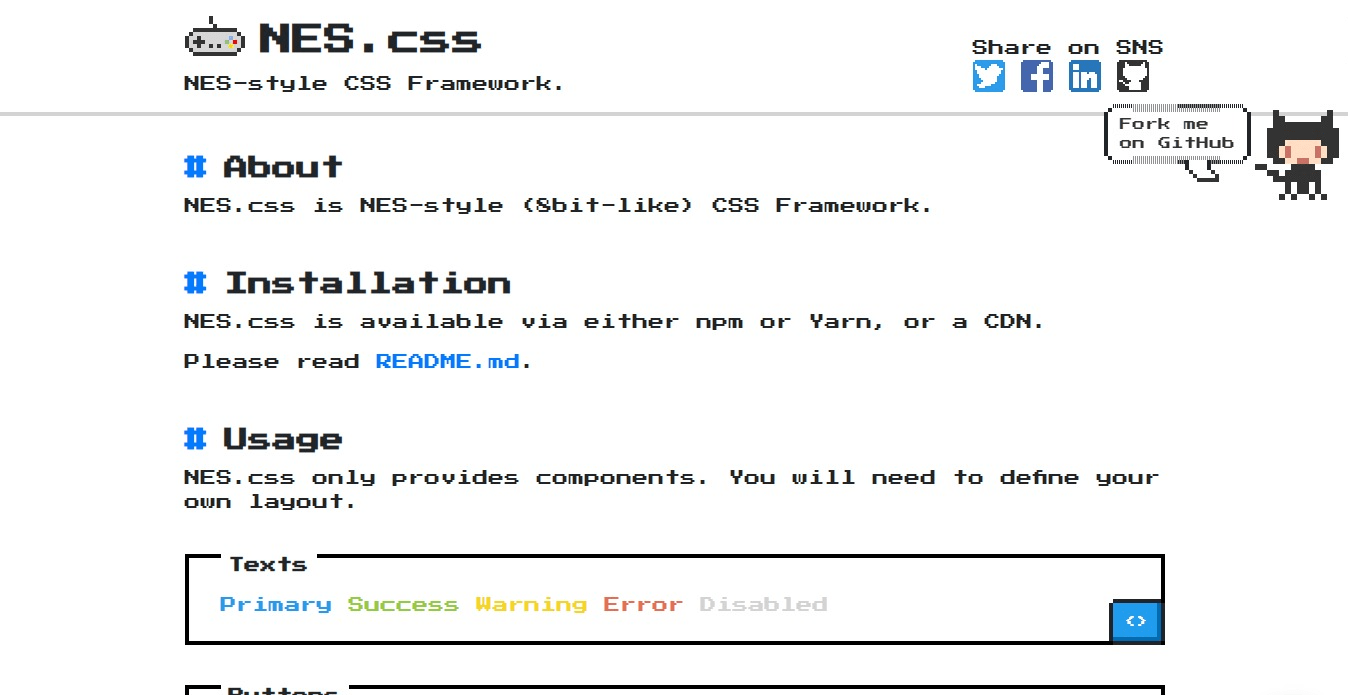 NES.css
NES-style CSS Framework.
Share on SNS
Fork me
on GitHub
# About
NES.css is NES-style (8bit-like) CSS Framework.
# Installation
NES.css is available via either npm or Yarn, or a CDN.
Please read README.md.
# Usage
NES.css only provides components. You will need to define your
own layout.
Texts
Primary Success Warning Error Disabled
<>
Buttons